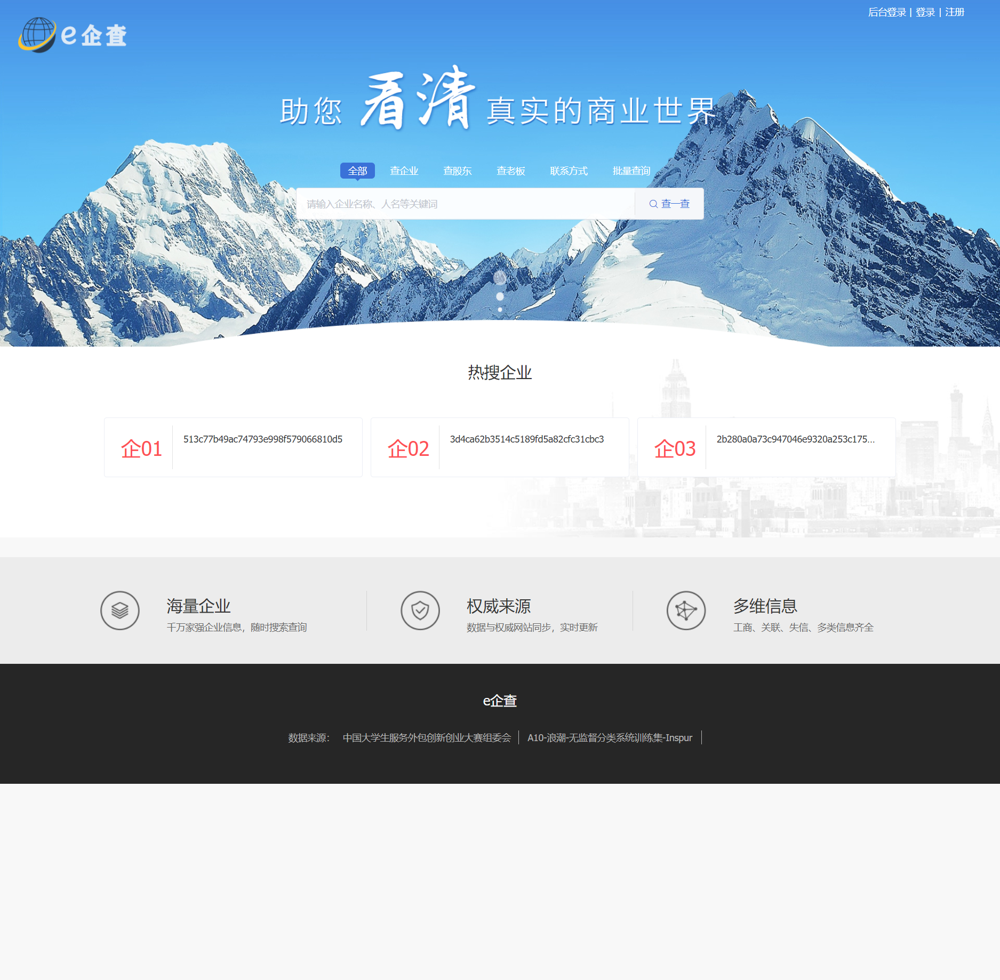 后台登录 | 登录 | 注册
e企查
助您 看清 真实的商业世界
全部 查企业 查股东 查老板 联系方式 批量查询
请输入企业名称、人名等关键词 查一查
热搜企业
企01 513c77b49ac74793e998f579066810d5
企02 3d4ca62b3514c5189fd5a82cfc31cbc3
企03 2b280a0a73c947046e9320a253c175...
海量企业
千万家强企业信息，随时搜索查询
权威来源
数据与权威网站同步，实时更新
多维信息
工商、关联、失信、多类信息齐全
e企查
数据来源： 中国大学生服务外包创新创业大赛组委会 | A10-浪潮-无监督分类系统训练集-Inspur |